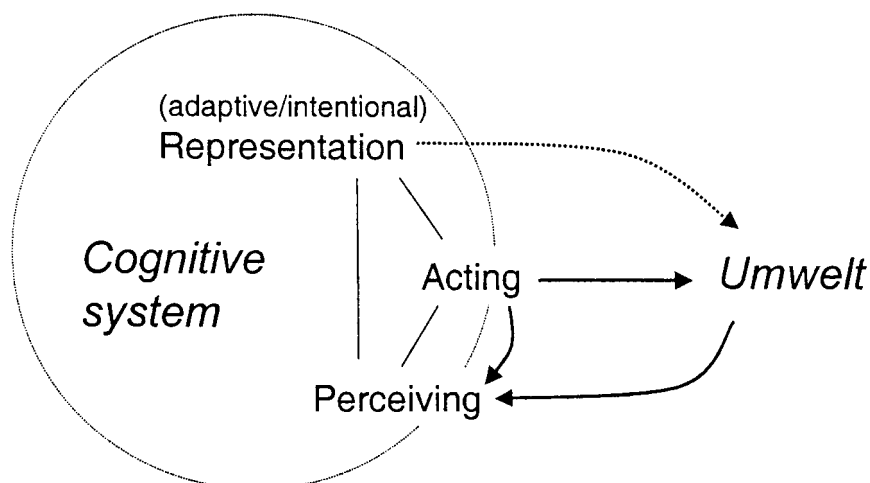 (adaptive/intentional)
Representation
Cognitive
system
Acting
Umwelt
Perceiving